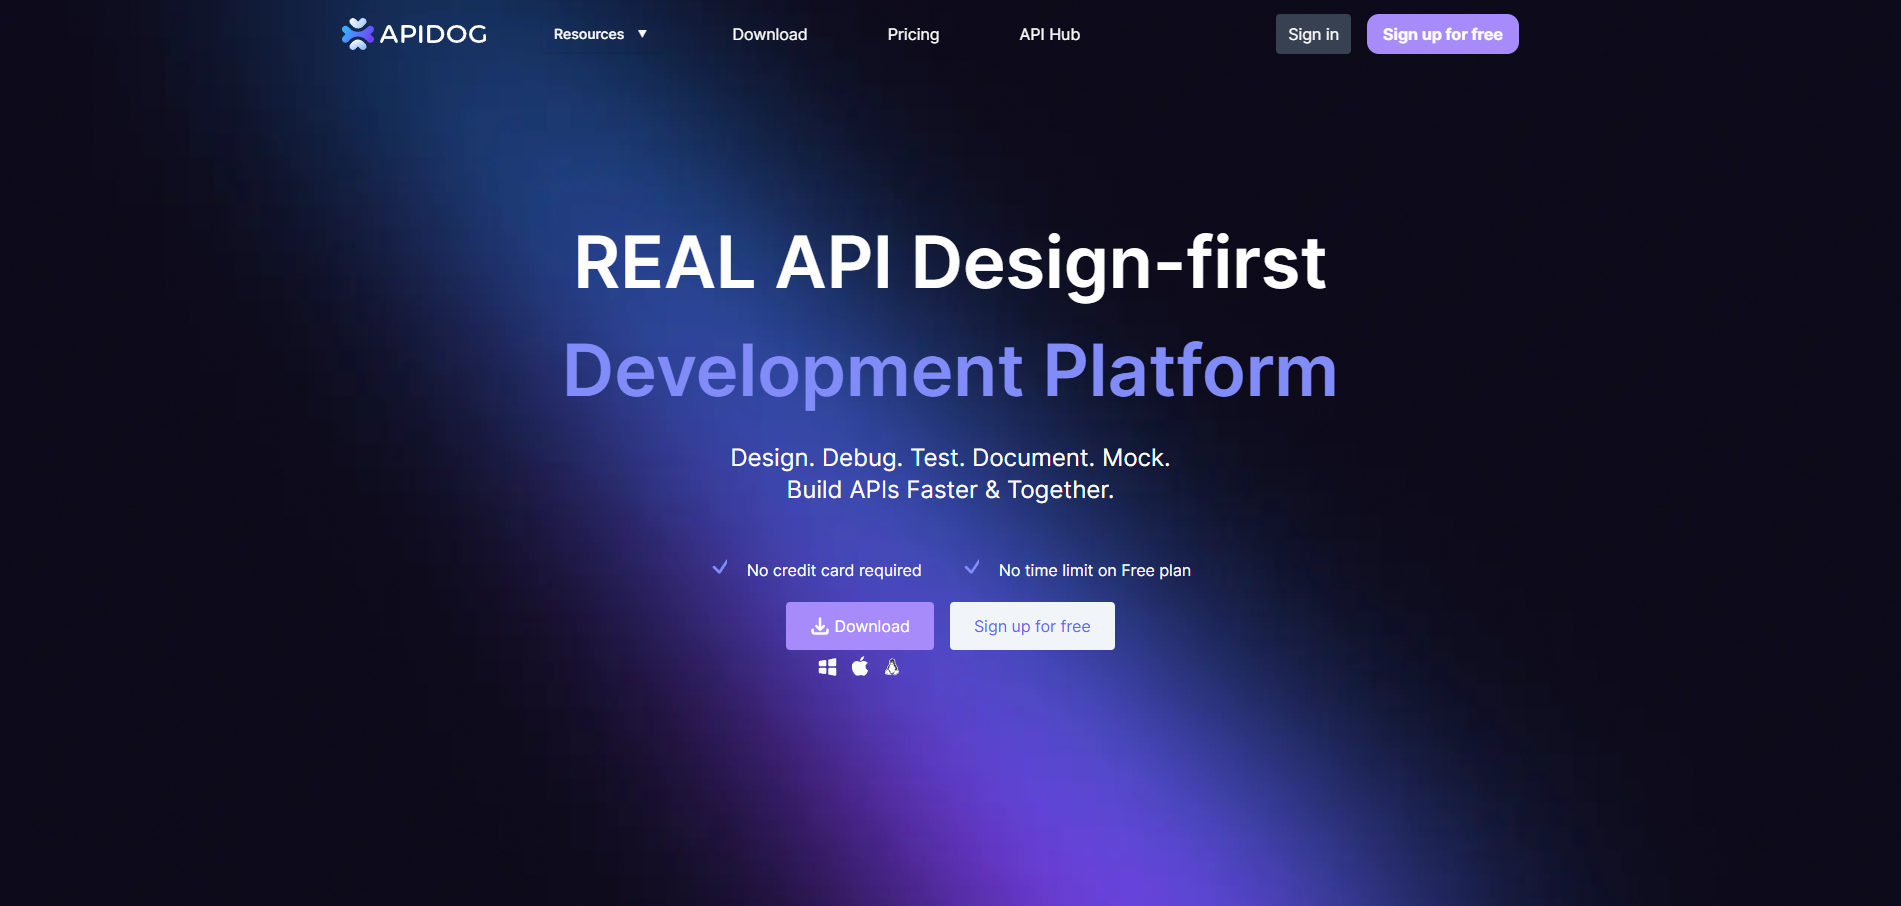 APIDOG
Resources ▼
Download
Pricing
API Hub
Sign in
Sign up for free
REAL API Design-first
Development Platform
Design. Debug. Test. Document. Mock.
Build APIs Faster & Together.
No credit card required
No time limit on Free plan
Download
Sign up for free